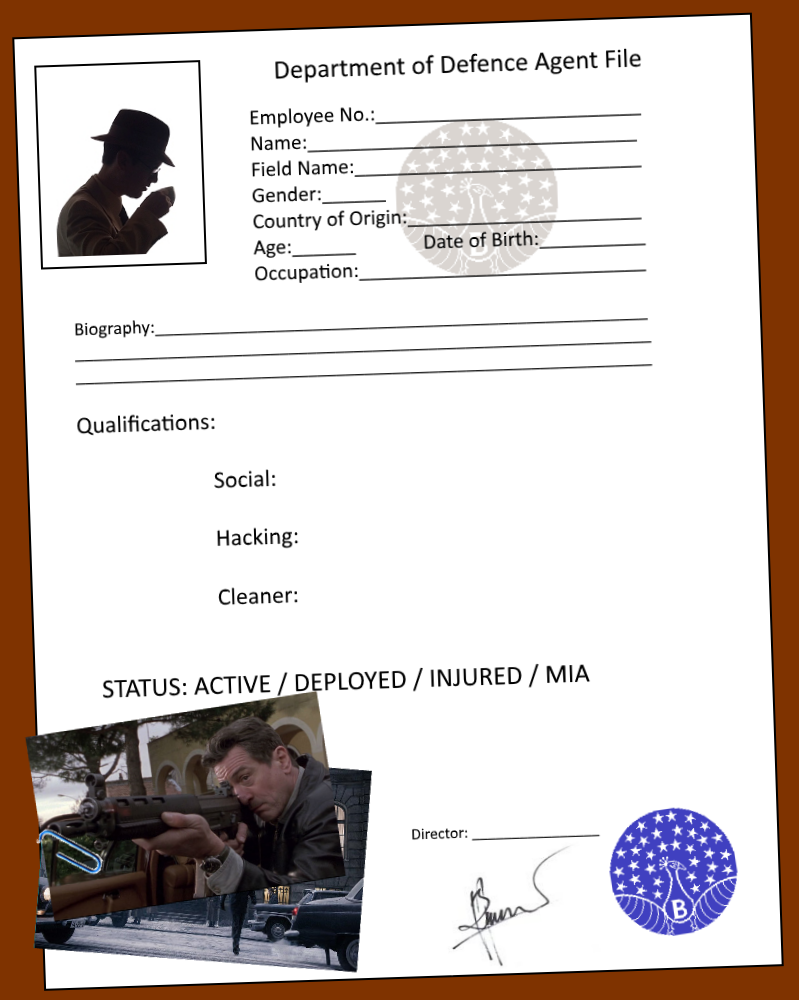 Department of Defence Agent File
Employee No.:
Name:
Field Name:
Gender:
Country of Origin:
Age: Date of Birth:
Occupation:
Biography:
Qualifications:
Social:
Hacking:
Cleaner:
STATUS: ACTIVE / DEPLOYED / INJURED / MIA
Director:
B
B